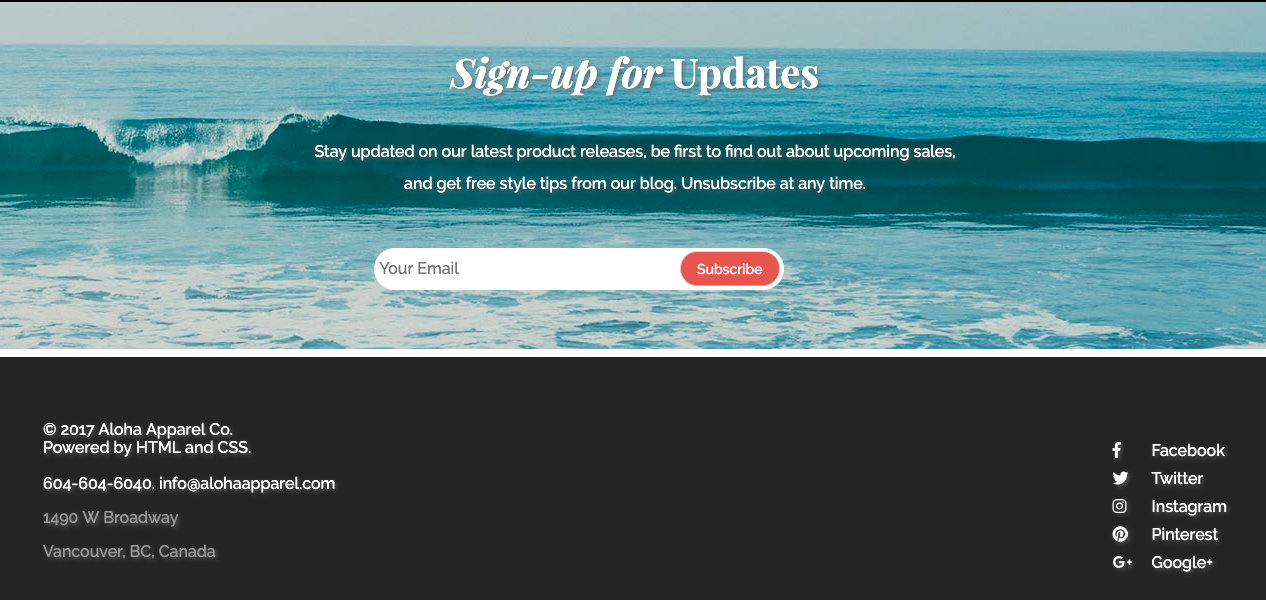 Sign-up for Updates
Stay updated on our latest product releases, be first to find out about upcoming sales,
and get free style tips from our blog. Unsubscribe at any time.
Your Email
Subscribe
© 2017 Aloha Apparel Co.
Powered by HTML and CSS.
604-604-6040. info@alohaapparel.com
1490 W Broadway
Vancouver, BC, Canada
Facebook
Twitter
Instagram
Pinterest
Google+